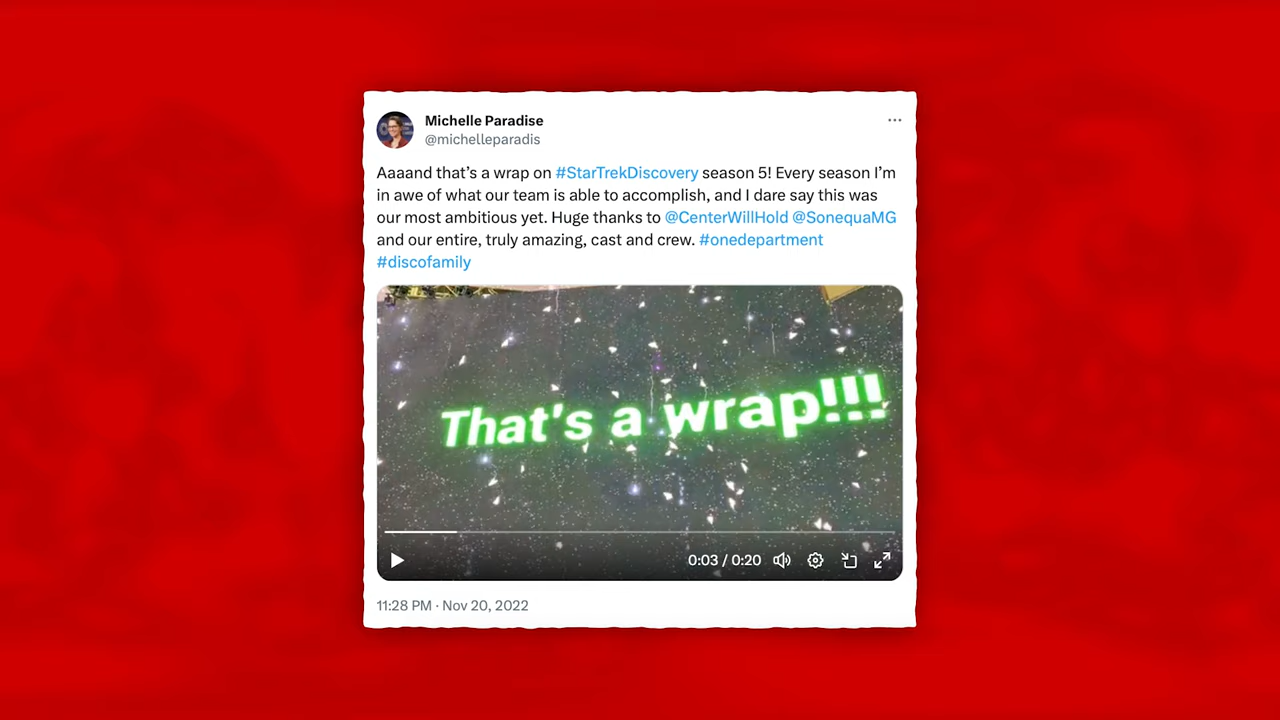 Michelle Paradise
@michelleparadis
Aaaand that’s a wrap on #StarTrekDiscovery season 5! Every season I’m
in awe of what our team is able to accomplish, and I dare say this was
our most ambitious yet. Huge thanks to @CenterWillHold @SonequaMG
and our entire, truly amazing, cast and crew. #onedepartment
#discofamily
That's a wrap!!!
0:03 / 0:20
11:28 PM · Nov 20, 2022